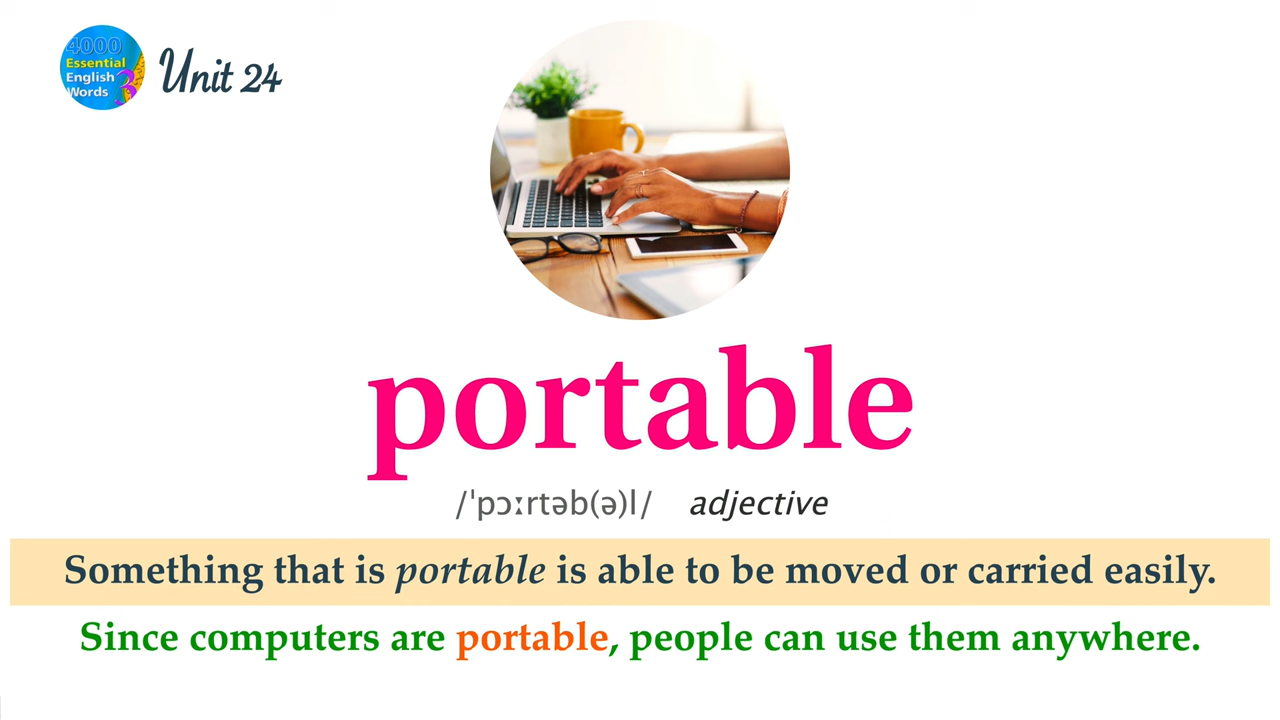 4000
Essential
English
Words
3
Unit 24
portable
/ˈpɔːrtəb(ə)l/ adjective
Something that is portable is able to be moved or carried easily.
Since computers are portable, people can use them anywhere.